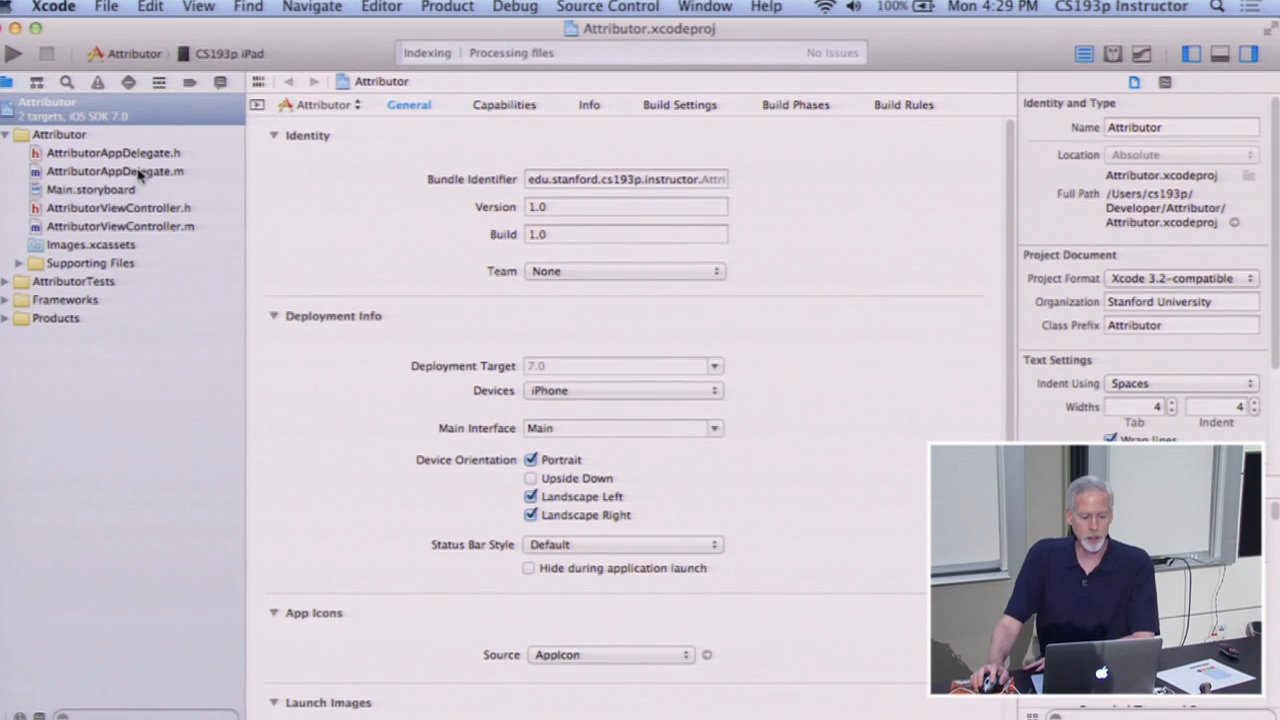 Xcode File Edit View Find Navigate Editor Product Debug Source Control Window Help 100% Mon 4:29 PM CS193p Instructor
Attributor.xcodeproj
Attributor CS193p iPad Indexing Processing files No Issues
Attributor
2 targets, iOS SDK 7.0
Attributor
AttributorAppDelegate.h
AttributorAppDelegate.m
Main.storyboard
AttributorViewController.h
AttributorViewController.m
Images.xcassets
Supporting Files
AttributorTests
Frameworks
Products
Attributor
Attributor General Capabilities Info Build Settings Build Phases Build Rules
Identity
Bundle Identifier edu.stanford.cs193p.instructor.Attri
Version 1.0
Build 1.0
Team None
Deployment Info
Deployment Target 7.0
Devices iPhone
Main Interface Main
Device Orientation Portrait
Upside Down
Landscape Left
Landscape Right
Status Bar Style Default
Hide during application launch
App Icons
Source AppIcon
Launch Images
Identity and Type
Name Attributor
Location Absolute
Attributor.xcodeproj
Full Path /Users/cs193p/
Developer/Attributor/
Attributor.xcodeproj
Project Document
Project Format Xcode 3.2-compatible
Organization Stanford University
Class Prefix Attributor
Text Settings
Indent Using Spaces
Widths 4 4
Tab Indent
Wrap lines